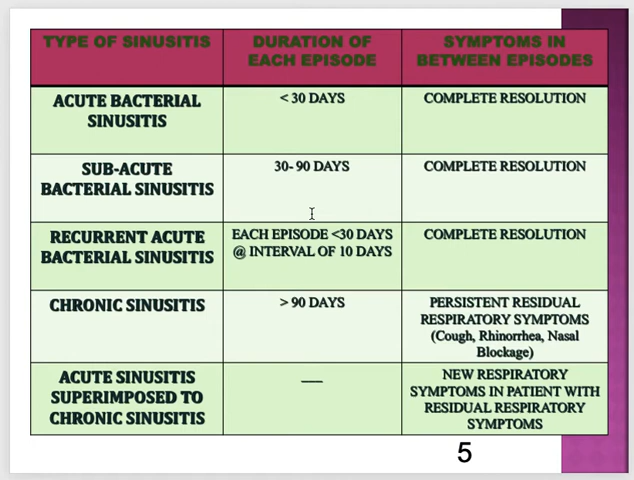 TYPE OF SINUSITIS
DURATION OF
EACH EPISODE
SYMPTOMS IN
BETWEEN EPISODES
ACUTE BACTERIAL
SINUSITIS
< 30 DAYS
COMPLETE RESOLUTION
SUB-ACUTE
BACTERIAL SINUSITIS
30- 90 DAYS
COMPLETE RESOLUTION
RECURRENT ACUTE
BACTERIAL SINUSITIS
EACH EPISODE <30 DAYS
@ INTERVAL OF 10 DAYS
COMPLETE RESOLUTION
CHRONIC SINUSITIS
> 90 DAYS
PERSISTENT RESIDUAL
RESPIRATORY SYMPTOMS
(Cough, Rhinorrhea, Nasal
Blockage)
ACUTE SINUSITIS
SUPERIMPOSED TO
CHRONIC SINUSITIS
___
NEW RESPIRATORY
SYMPTOMS IN PATIENT WITH
RESIDUAL RESPIRATORY
SYMPTOMS
5